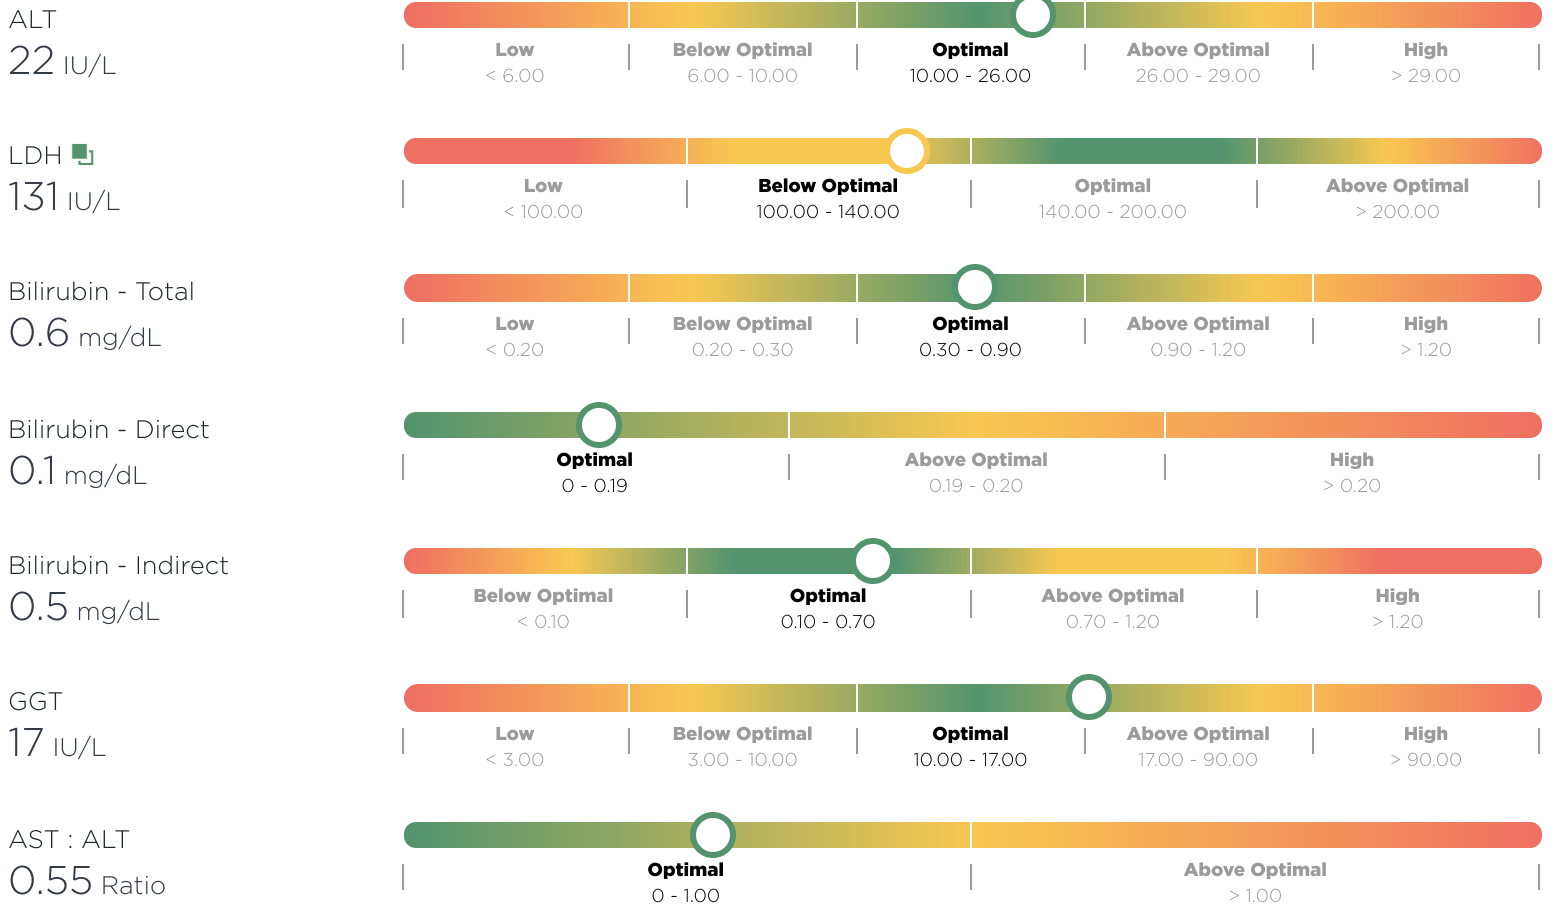 ALT
22 IU/L
Low Below Optimal Optimal Above Optimal High
< 6.00 6.00 - 10.00 10.00 - 26.00 26.00 - 29.00 > 29.00
LDH
131 IU/L
Low Below Optimal Optimal Above Optimal
< 100.00 100.00 - 140.00 140.00 - 200.00 > 200.00
Bilirubin - Total
0.6 mg/dL
Low Below Optimal Optimal Above Optimal High
< 0.20 0.20 - 0.30 0.30 - 0.90 0.90 - 1.20 > 1.20
Bilirubin - Direct
0.1 mg/dL
Optimal Above Optimal High
0 - 0.19 0.19 - 0.20 > 0.20
Bilirubin - Indirect
0.5 mg/dL
Below Optimal Optimal Above Optimal High
< 0.10 0.10 - 0.70 0.70 - 1.20 > 1.20
GGT
17 IU/L
Low Below Optimal Optimal Above Optimal High
< 3.00 3.00 - 10.00 10.00 - 17.00 17.00 - 90.00 > 90.00
AST : ALT
0.55 Ratio
Optimal Above Optimal
0 - 1.00 > 1.00